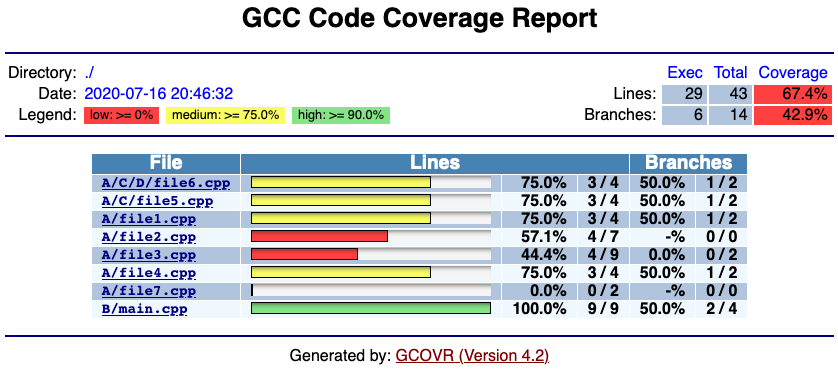 GCC Code Coverage Report
Directory: ./
Date: 2020-07-16 20:46:32
Legend: low: >= 0% medium: >= 75.0% high: >= 90.0%
Exec Total Coverage
Lines: 29 43 67.4%
Branches: 6 14 42.9%
File Lines Branches
A/C/D/file6.cpp 75.0% 3 / 4 50.0% 1 / 2
A/C/file5.cpp 75.0% 3 / 4 50.0% 1 / 2
A/file1.cpp 75.0% 3 / 4 50.0% 1 / 2
A/file2.cpp 57.1% 4 / 7 -% 0 / 0
A/file3.cpp 44.4% 4 / 9 0.0% 0 / 2
A/file4.cpp 75.0% 3 / 4 50.0% 1 / 2
A/file7.cpp 0.0% 0 / 2 -% 0 / 0
B/main.cpp 100.0% 9 / 9 50.0% 2 / 4
Generated by: GCOVR (Version 4.2)